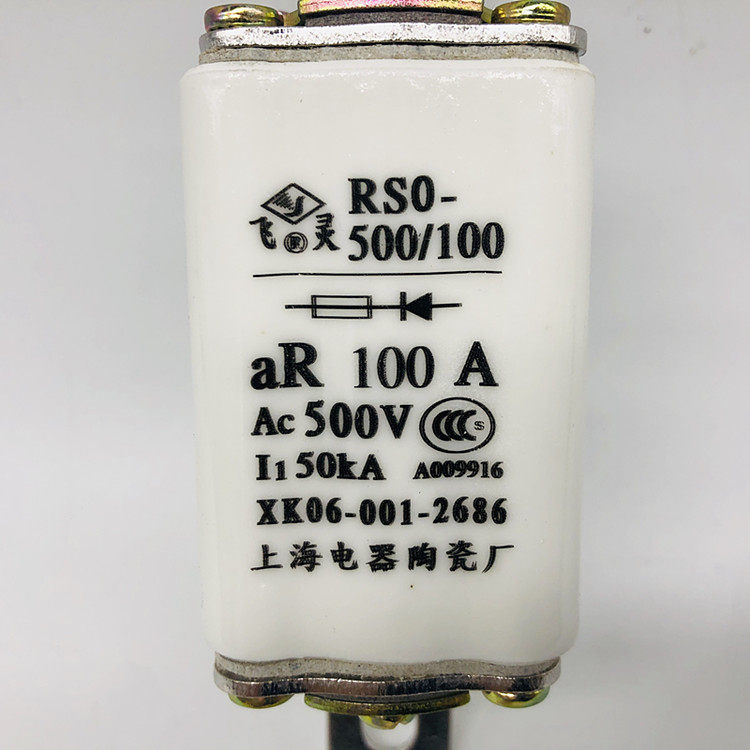 RS0-
飞®灵 500/100
aR 100 A
Ac 500V CCC S
I1 50kA A009916
XK06-001-2686
上海电器陶瓷厂